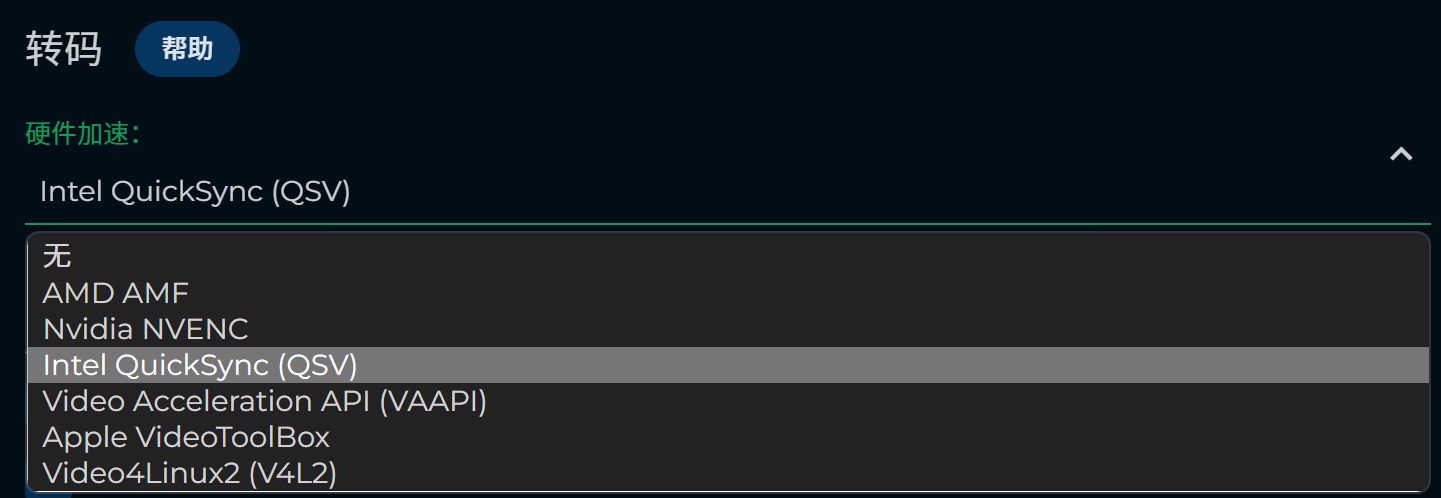 转码 帮助
硬件加速：
Intel QuickSync (QSV)
无
AMD AMF
Nvidia NVENC
Intel QuickSync (QSV)
Video Acceleration API (VAAPI)
Apple VideoToolBox
Video4Linux2 (V4L2)